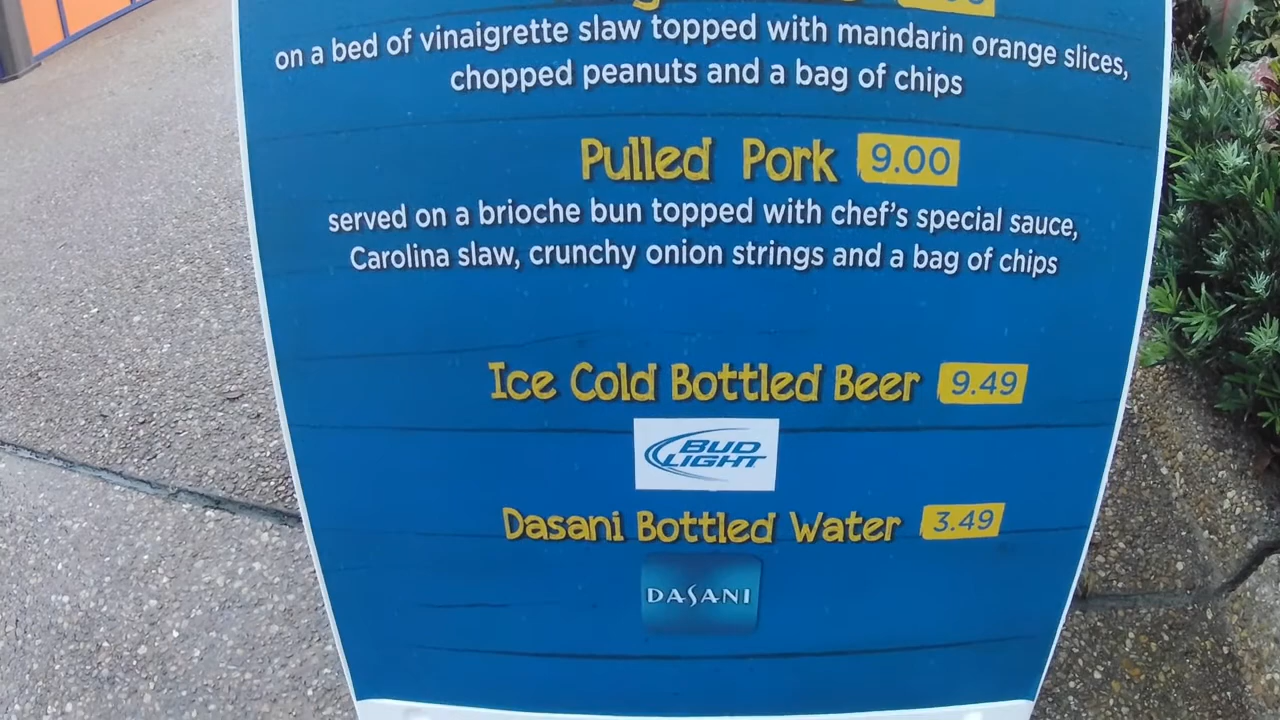 on a bed of vinaigrette slaw topped with mandarin orange slices,
chopped peanuts and a bag of chips
Pulled Pork 9.00
served on a brioche bun topped with chef's special sauce,
Carolina slaw, crunchy onion strings and a bag of chips
Ice Cold Bottled Beer 9.49
BUD
LIGHT
Dasani Bottled Water 3.49
DASANI